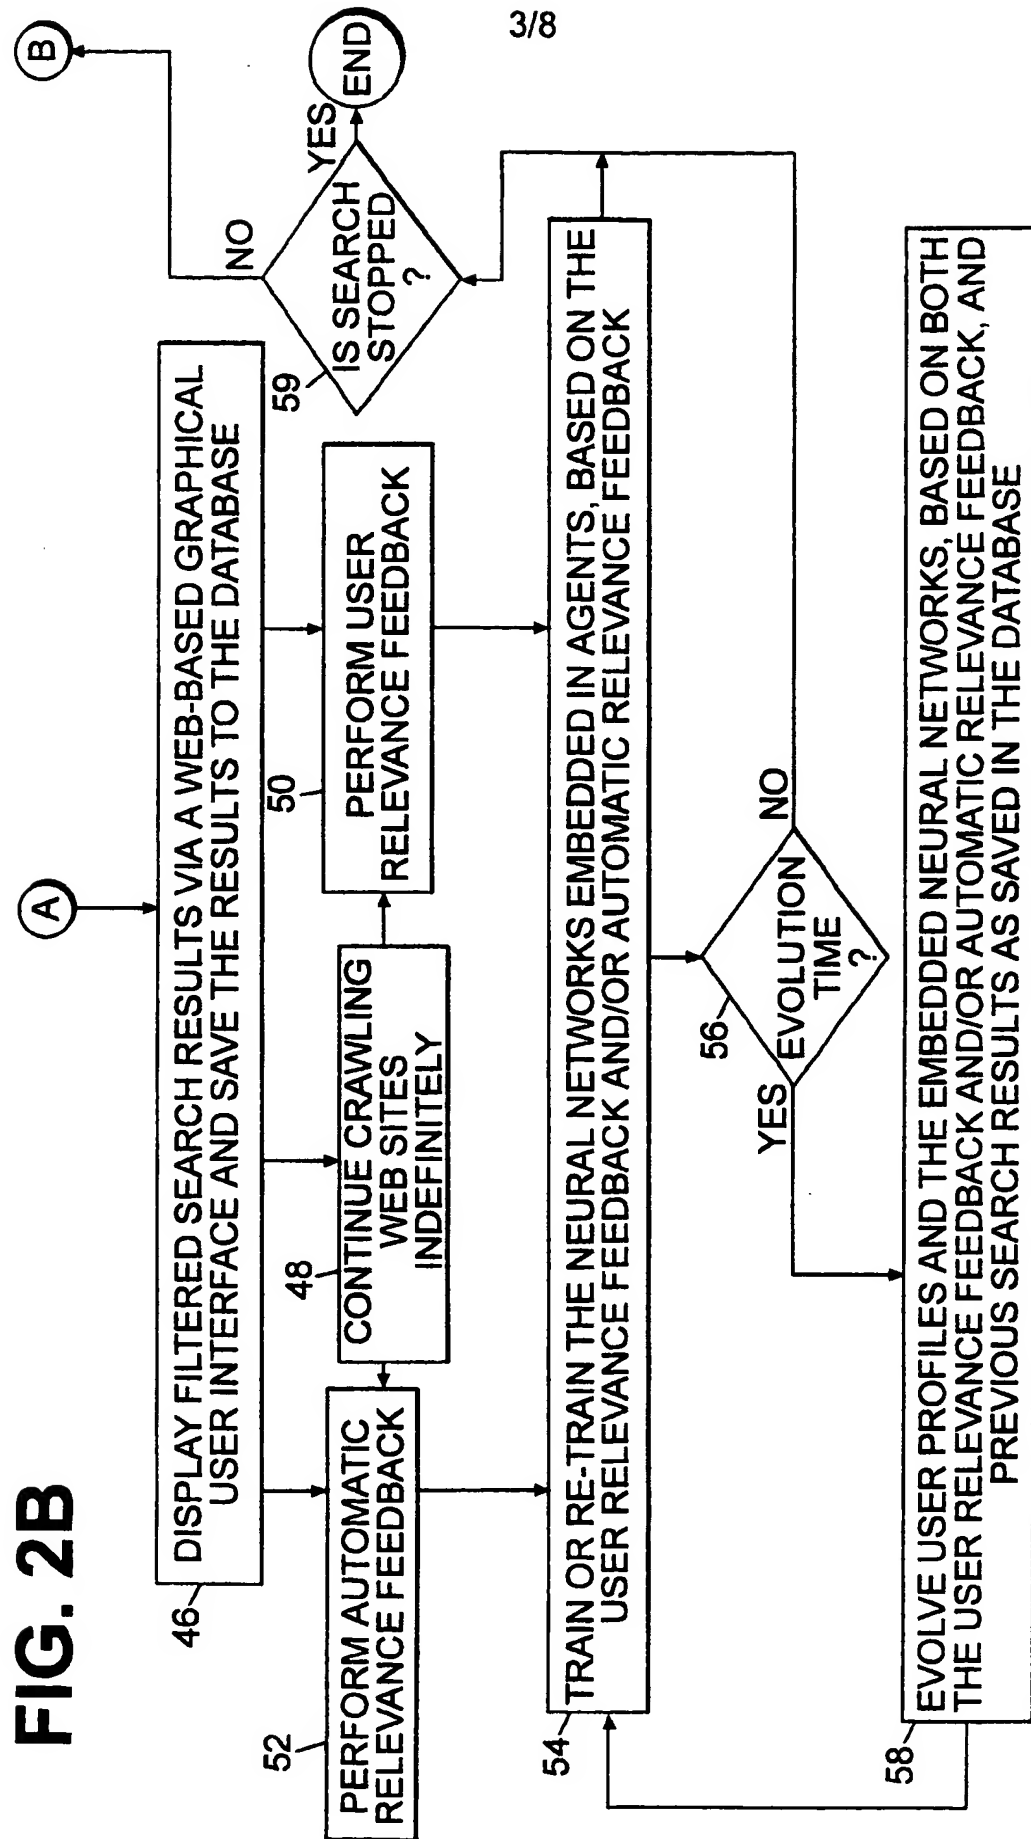 3/8
FIG. 2B
A
B
46
DISPLAY FILTERED SEARCH RESULTS VIA A WEB-BASED GRAPHICAL
USER INTERFACE AND SAVE THE RESULTS TO THE DATABASE
52
PERFORM AUTOMATIC
RELEVANCE FEEDBACK
48
CONTINUE CRAWLING
WEB SITES
INDEFINITELY
50
PERFORM USER
RELEVANCE FEEDBACK
59
IS SEARCH
STOPPED
?
NO
YES
END
54
TRAIN OR RE-TRAIN THE NEURAL NETWORKS EMBEDDED IN AGENTS, BASED ON THE
USER RELEVANCE FEEDBACK AND/OR AUTOMATIC RELEVANCE FEEDBACK
56
EVOLUTION
TIME
?
YES
NO
58
EVOLVE USER PROFILES AND THE EMBEDDED NEURAL NETWORKS, BASED ON BOTH
THE USER RELEVANCE FEEDBACK AND/OR AUTOMATIC RELEVANCE FEEDBACK, AND
PREVIOUS SEARCH RESULTS AS SAVED IN THE DATABASE